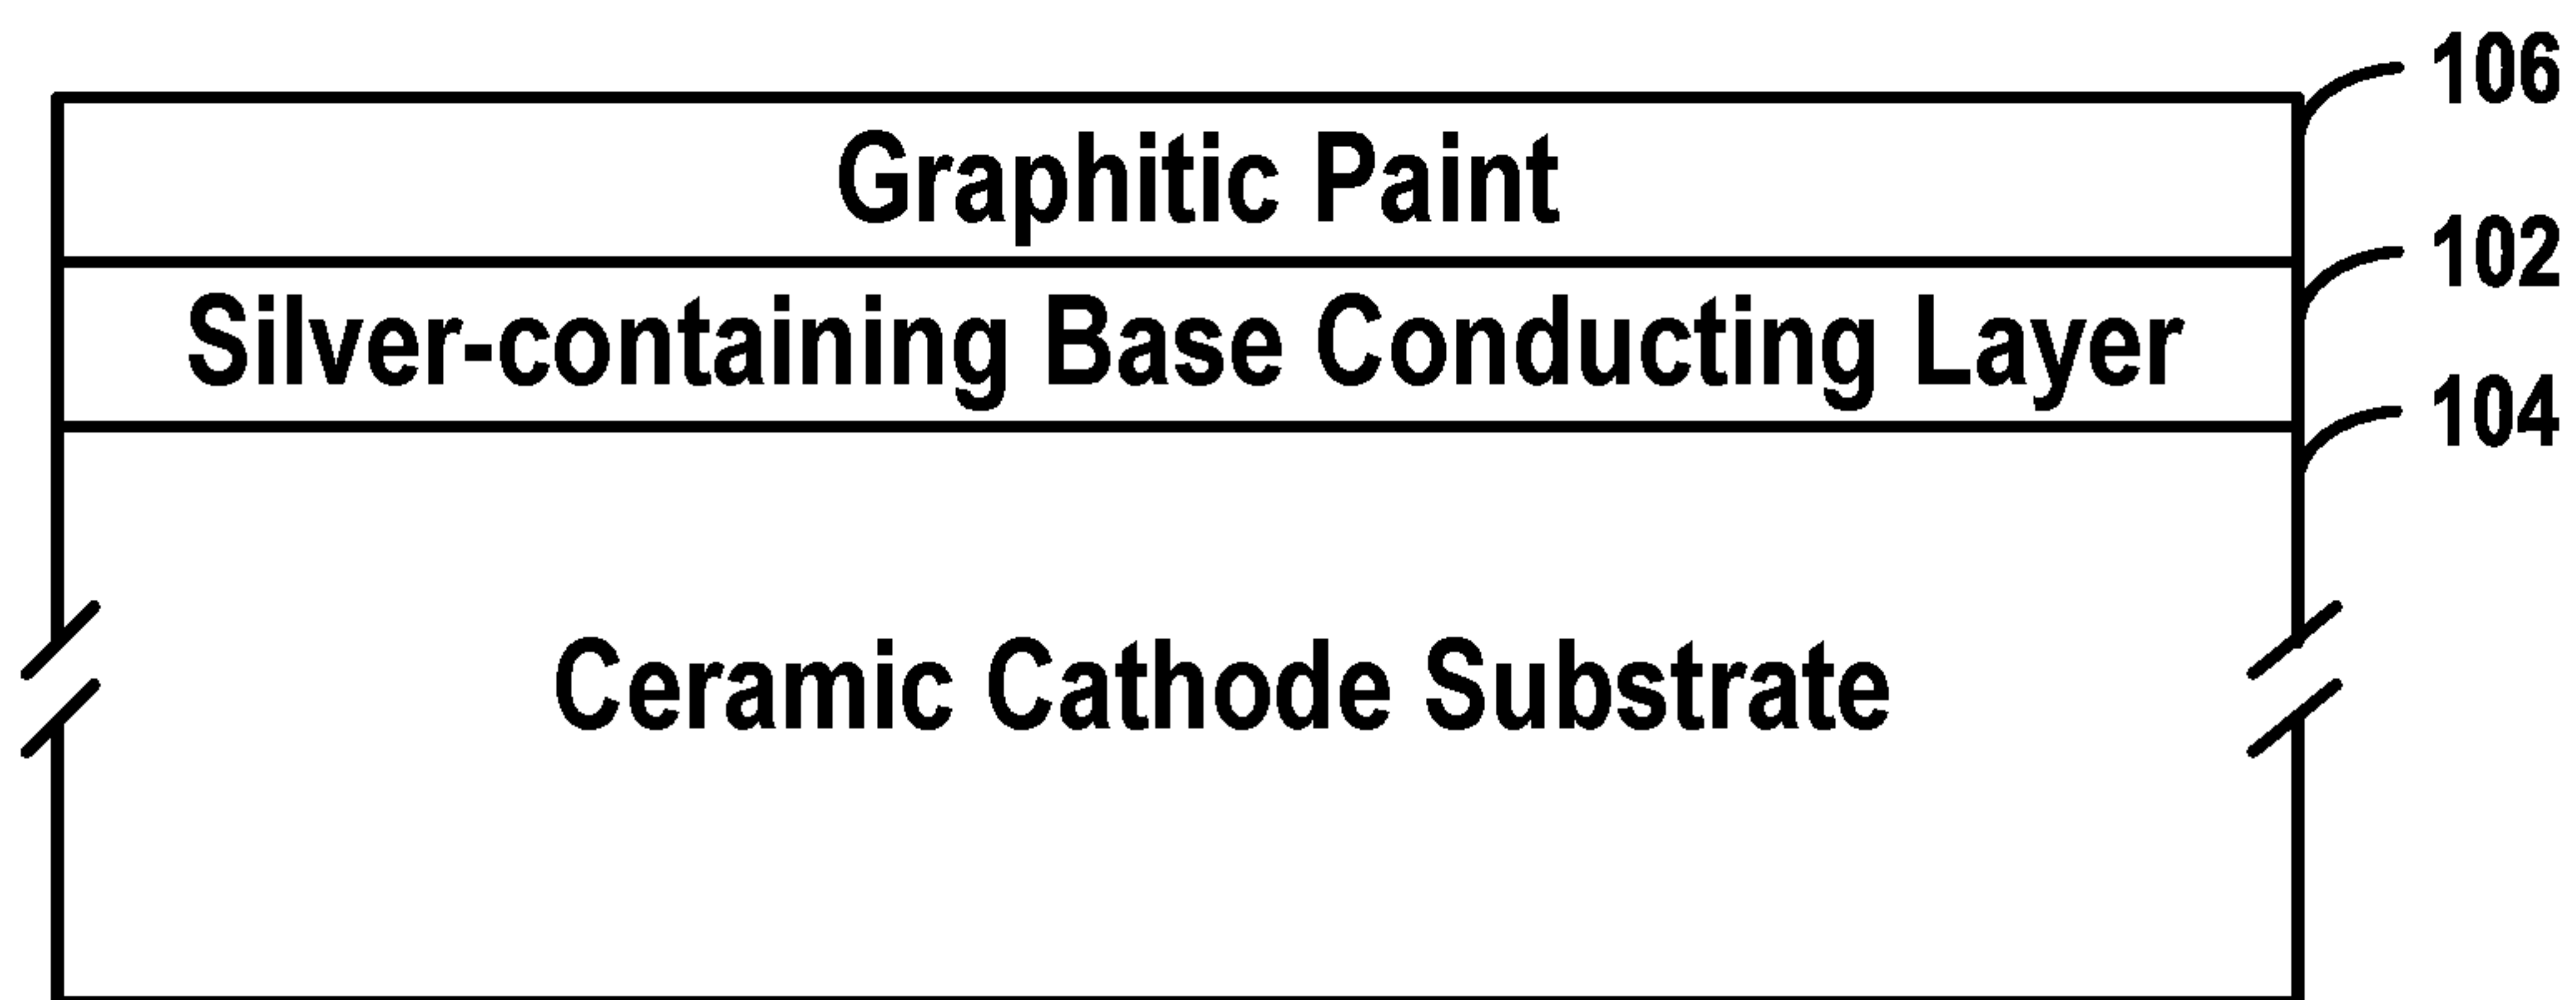 106
Graphitic Paint
102
Silver-containing Base Conducting Layer
104
Ceramic Cathode Substrate